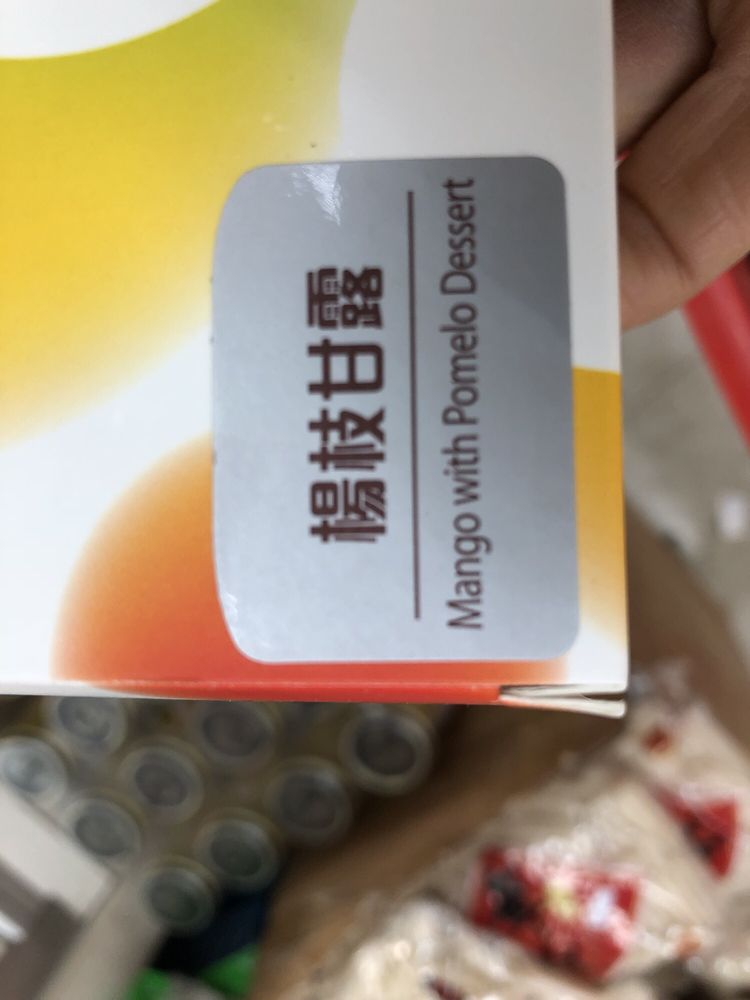 楊枝甘露
Mango with Pomelo Dessert